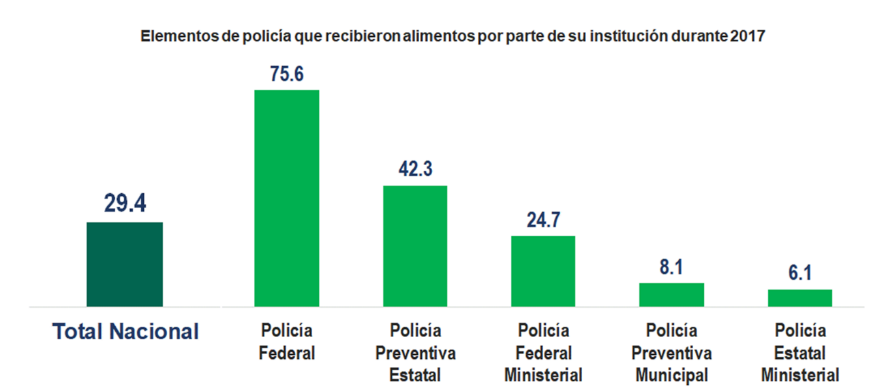 Elementos de policía que recibieron alimentos por parte de su institución durante 2017
75.6
42.3
29.4
24.7
8.1
6.1
Total Nacional
Policía
Federal
Policía
Preventiva
Estatal
Policía
Federal
Ministerial
Policía
Preventiva
Municipal
Policía
Estatal
Ministerial